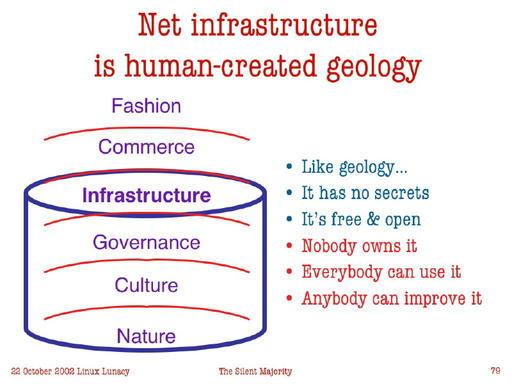 Net infrastructure
is human-created geology
Fashion
Commerce
Infrastructure
Governance
Culture
Nature
• Like geology...
• It has no secrets
• It's free & open
• Nobody owns it
• Everybody can use it
• Anybody can improve it
22 October 2002 Linux Lunacy
The Silent Majority
79